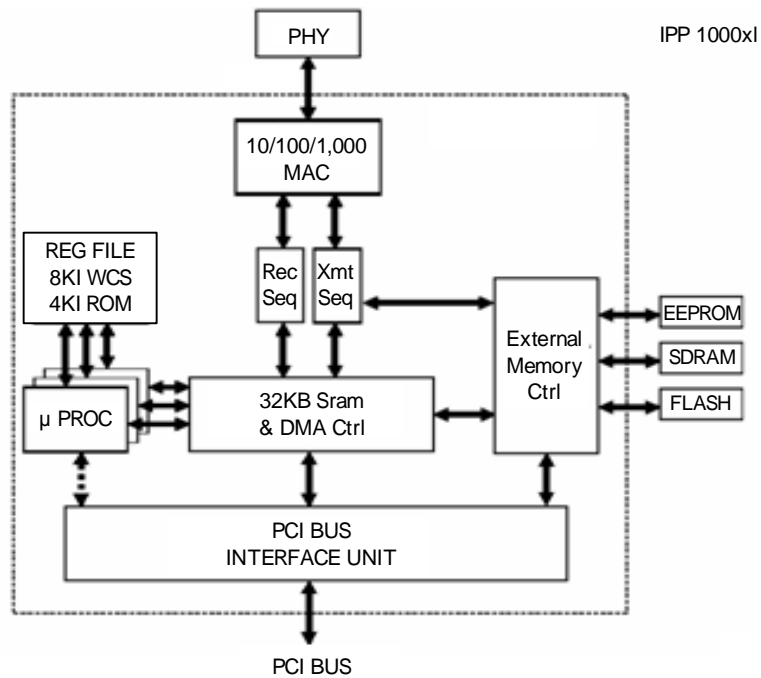 PHY
IPP 1000xl
10/100/1,000
MAC
REG FILE
8KI WCS
4KI ROM
Rec
Seq
Xmt
Seq
External
Memory
Ctrl
EEPROM
SDRAM
FLASH
µ PROC
32KB Sram
& DMA Ctrl
PCI BUS
INTERFACE UNIT
PCI BUS